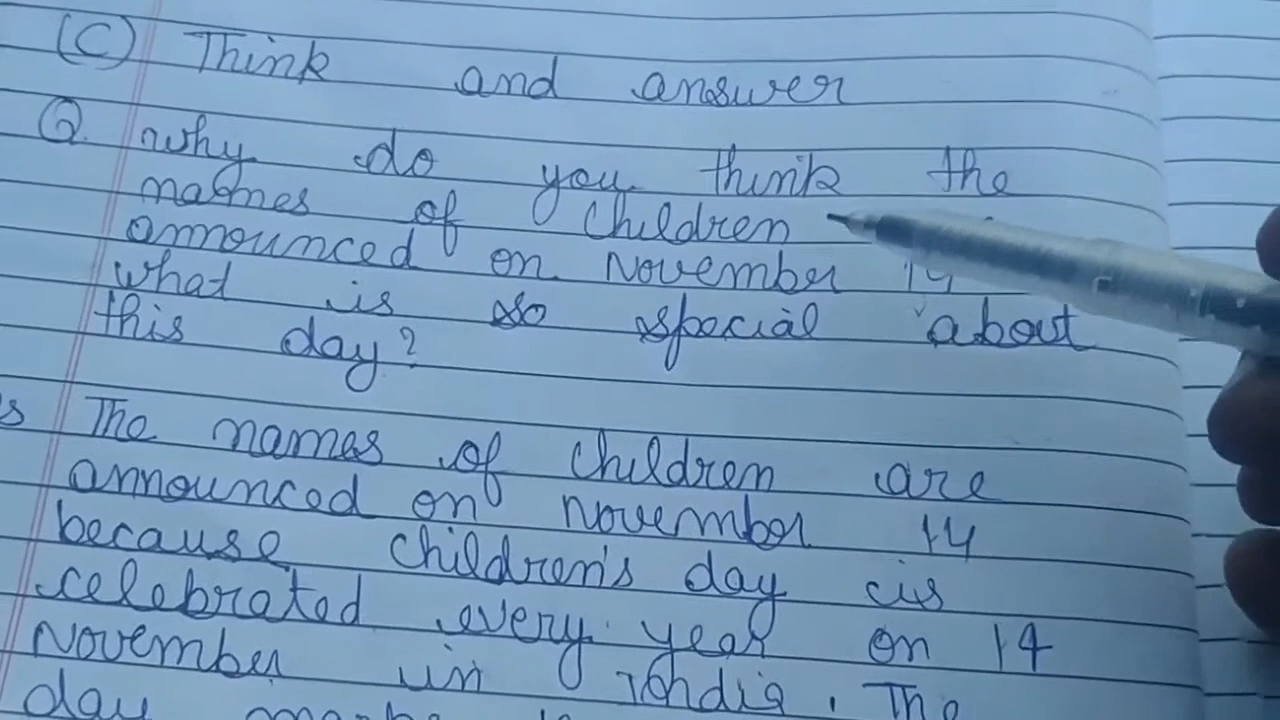 (C) Think and answer
Q. why do you think the
names of children
announced on November 14
what is so special about
this day?
s The names of children are
announced on November 14
because children's day is
celebrated every year on 14
November in India. The
day